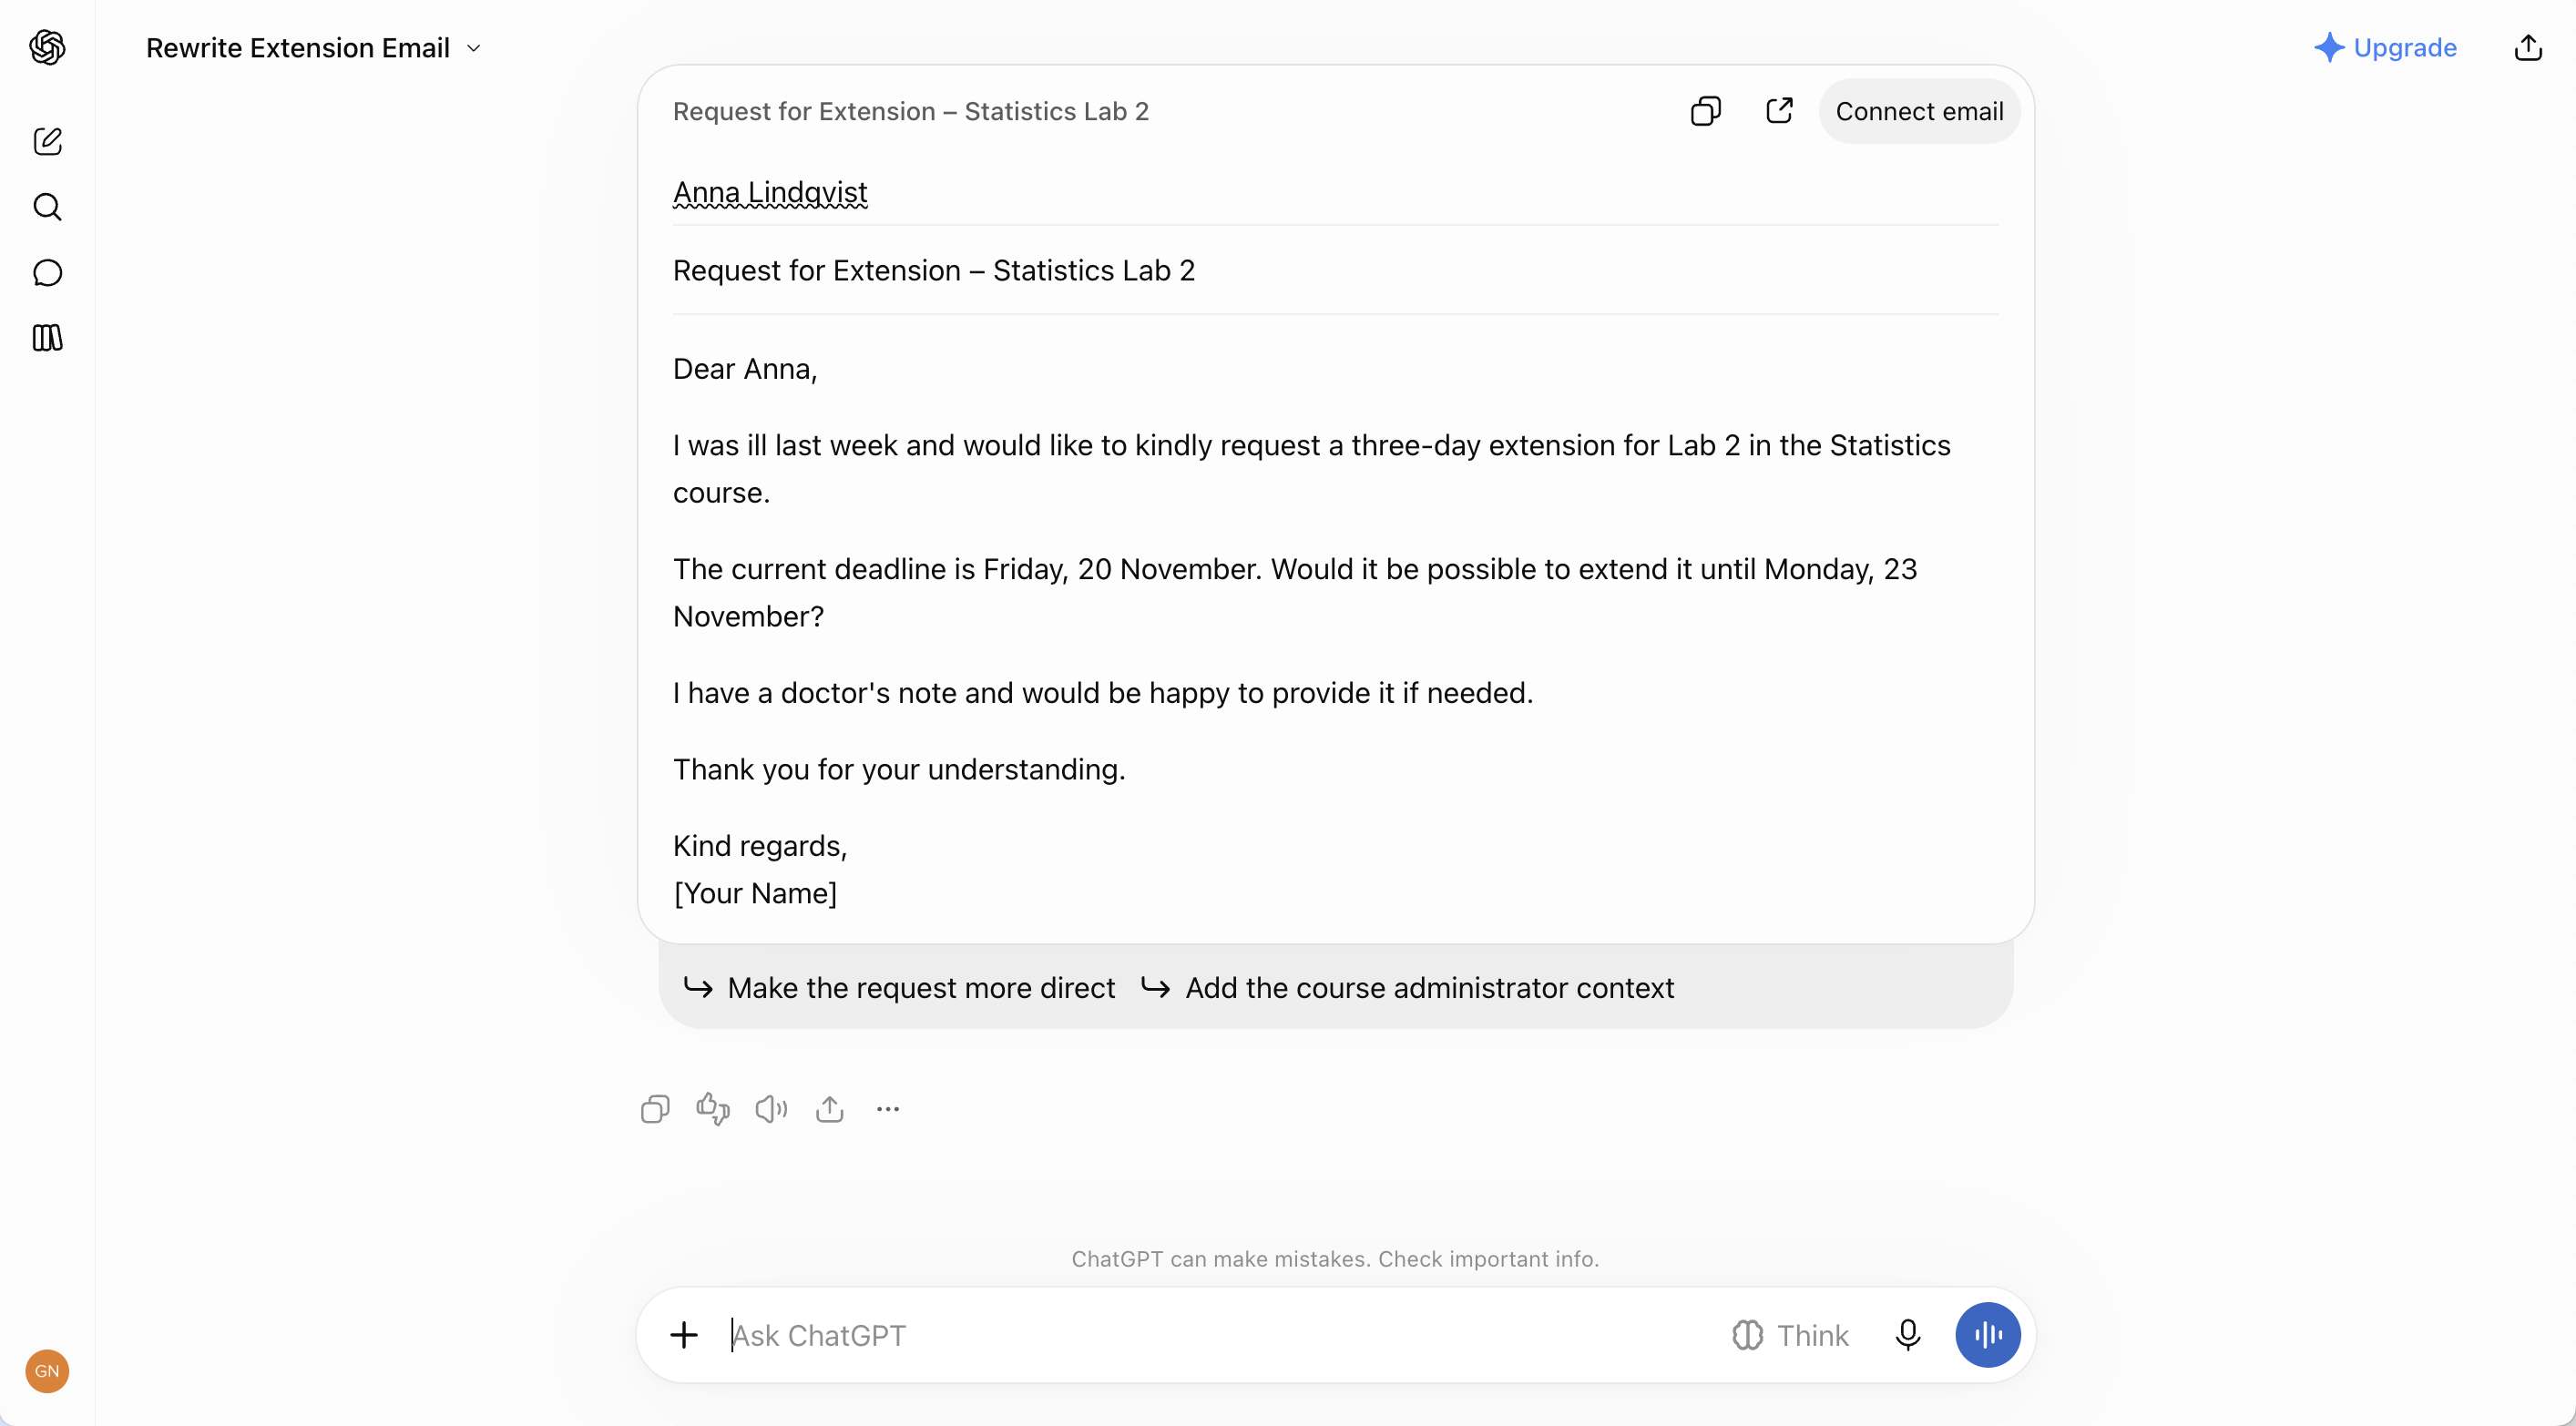 Rewrite Extension Email
Upgrade
Request for Extension – Statistics Lab 2
Connect email
Anna Lindqvist
Request for Extension – Statistics Lab 2
Dear Anna,
I was ill last week and would like to kindly request a three-day extension for Lab 2 in the Statistics
course.
The current deadline is Friday, 20 November. Would it be possible to extend it until Monday, 23
November?
I have a doctor's note and would be happy to provide it if needed.
Thank you for your understanding.
Kind regards,
[Your Name]
Make the request more direct
Add the course administrator context
ChatGPT can make mistakes. Check important info.
Ask ChatGPT
Think
GN